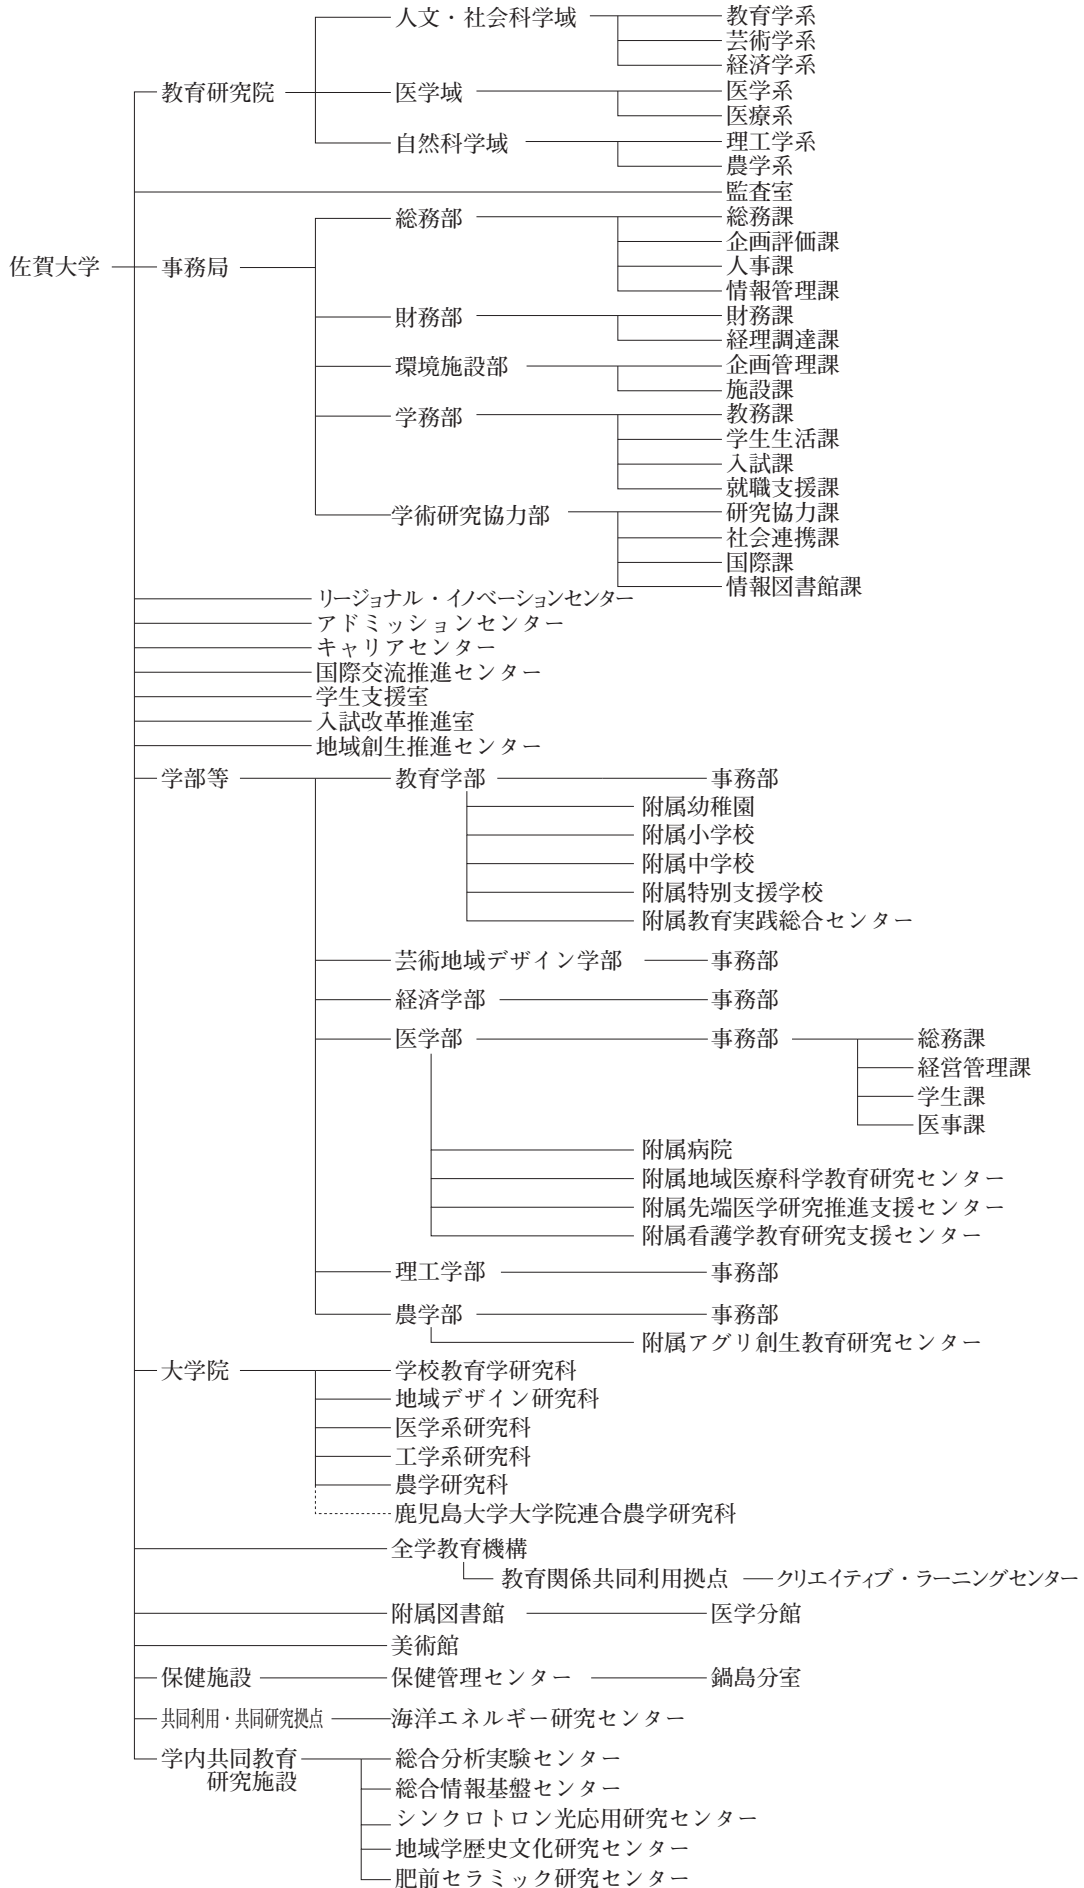 人文・社会科学域 教育学系
芸術学系
経済学系
教育研究院 医学域 医学系
医療系
自然科学域 理工学系
農学系
監査室
総務部 総務課
企画評価課
佐賀大学 事務局 人事課
情報管理課
財務部 財務課
経理調達課
環境施設部 企画管理課
施設課
学務部 教務課
学生生活課
入試課
就職支援課
学術研究協力部 研究協力課
社会連携課
国際課
情報図書館課
リージョナル・イノベーションセンター
アドミッションセンター
キャリアセンター
国際交流推進センター
学生支援室
入試改革推進室
地域創生推進センター
学部等 教育学部 事務部
附属幼稚園
附属小学校
附属中学校
附属特別支援学校
附属教育実践総合センター
芸術地域デザイン学部 事務部
経済学部 事務部
医学部 事務部 総務課
経営管理課
学生課
医事課
附属病院
附属地域医療科学教育研究センター
附属先端医学研究推進支援センター
附属看護学教育研究支援センター
理工学部 事務部
農学部 事務部
附属アグリ創生教育研究センター
大学院 学校教育学研究科
地域デザイン研究科
医学系研究科
工学系研究科
農学研究科
鹿児島大学大学院連合農学研究科
全学教育機構
教育関係共同利用拠点 クリエイティブ・ラーニングセンター
附属図書館 医学分館
美術館
保健施設 保健管理センター 鍋島分室
共同利用・共同研究拠点 海洋エネルギー研究センター
学内共同教育 総合分析実験センター
研究施設
総合情報基盤センター
シンクロトロン光応用研究センター
地域学歴史文化研究センター
肥前セラミック研究センター